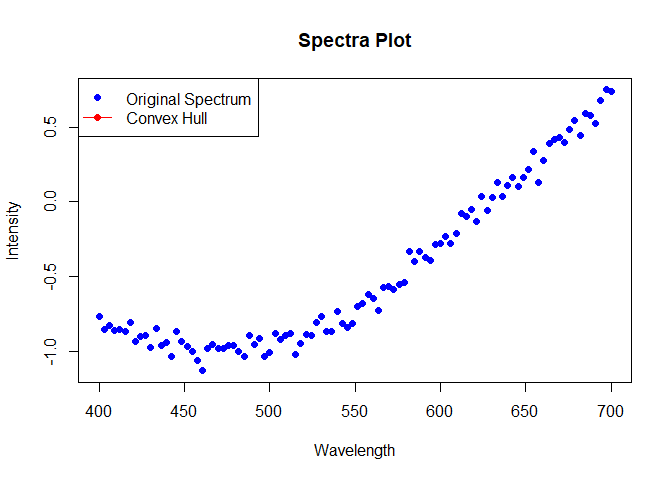 Spectra Plot
Original Spectrum
Convex Hull
Intensity
0.5
0.0
-0.5
-1.0
400 450 500 550 600 650 700
Wavelength